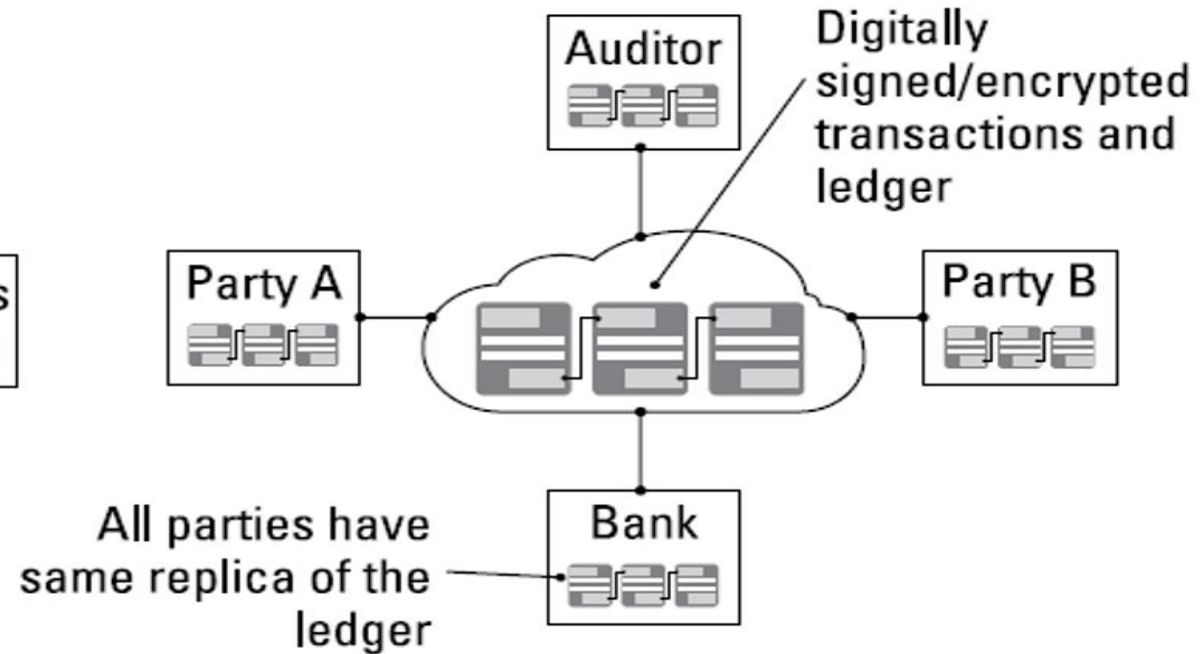 Auditor
Digitally
signed/encrypted
transactions and
ledger
s
Party A
Party B
Bank
All parties have
same replica of the
ledger